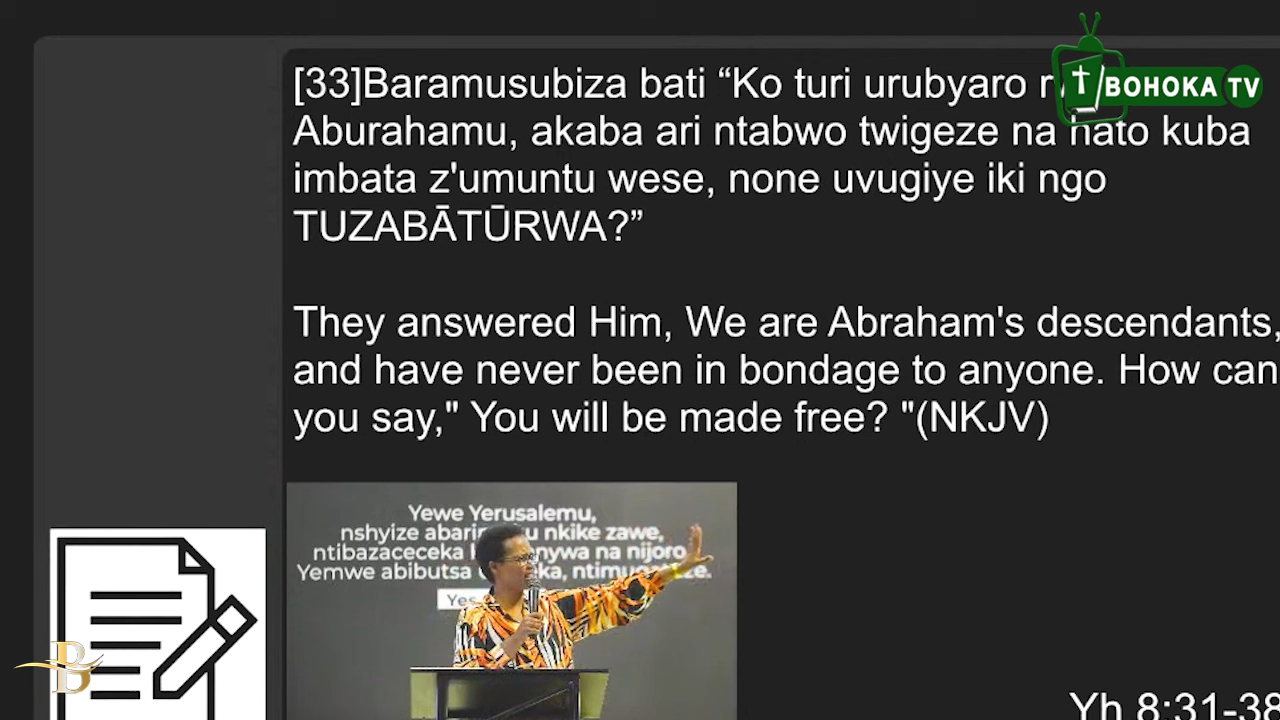 [33]Baramusubiza bati “Ko turi urubyaro
BOHOKA TV
Aburahamu, akaba ari ntabwo twigeze na hato kuba
imbata z'umuntu wese, none uvugiye iki ngo
TUZABĀTŪRWA?”
They answered Him, We are Abraham's descendants,
and have never been in bondage to anyone. How can
you say," You will be made free? "(NKJV)
Yewe Yerusalemu,
nshyize nkike zawe,
ntibazaceceka na nijoro
Yemwe abibutsa
Yes
B
Yh 8:31-38